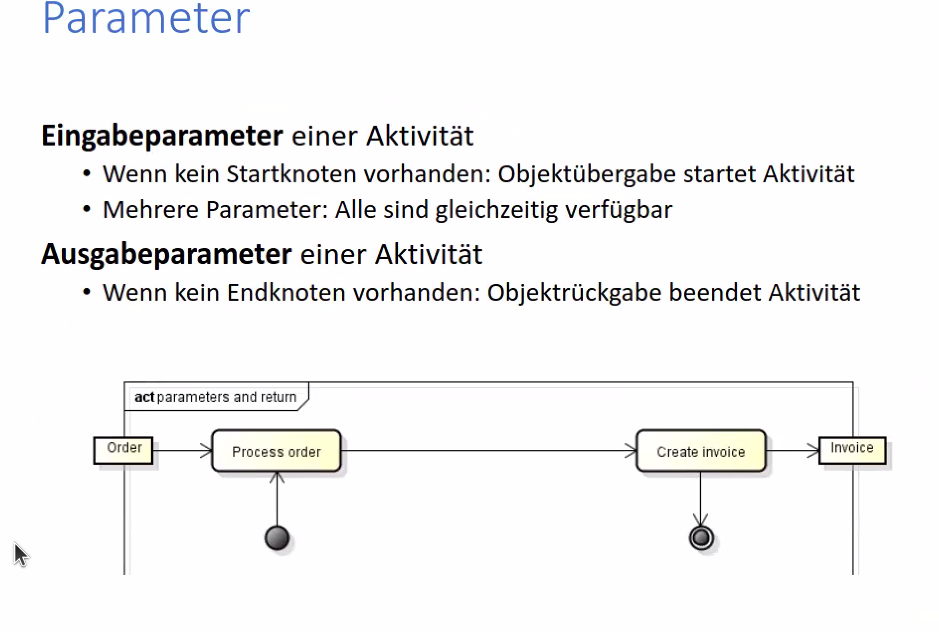 Parameter
Eingabeparameter einer Aktivität
• Wenn kein Startknoten vorhanden: Objektübergabe startet Aktivität
• Mehrere Parameter: Alle sind gleichzeitig verfügbar
Ausgabeparameter einer Aktivität
• Wenn kein Endknoten vorhanden: Objektrückgabe beendet Aktivität
act parameters and return
Order
Process order
Create invoice
Invoice